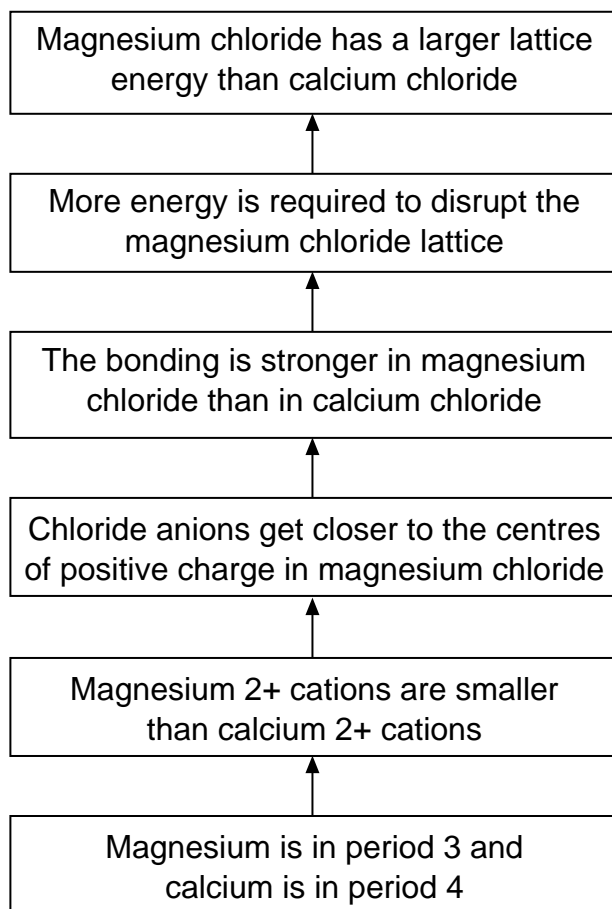 Magnesium chloride has a larger lattice
energy than calcium chloride
More energy is required to disrupt the
magnesium chloride lattice
The bonding is stronger in magnesium
chloride than in calcium chloride
Chloride anions get closer to the centres
of positive charge in magnesium chloride
Magnesium 2+ cations are smaller
than calcium 2+ cations
Magnesium is in period 3 and
calcium is in period 4